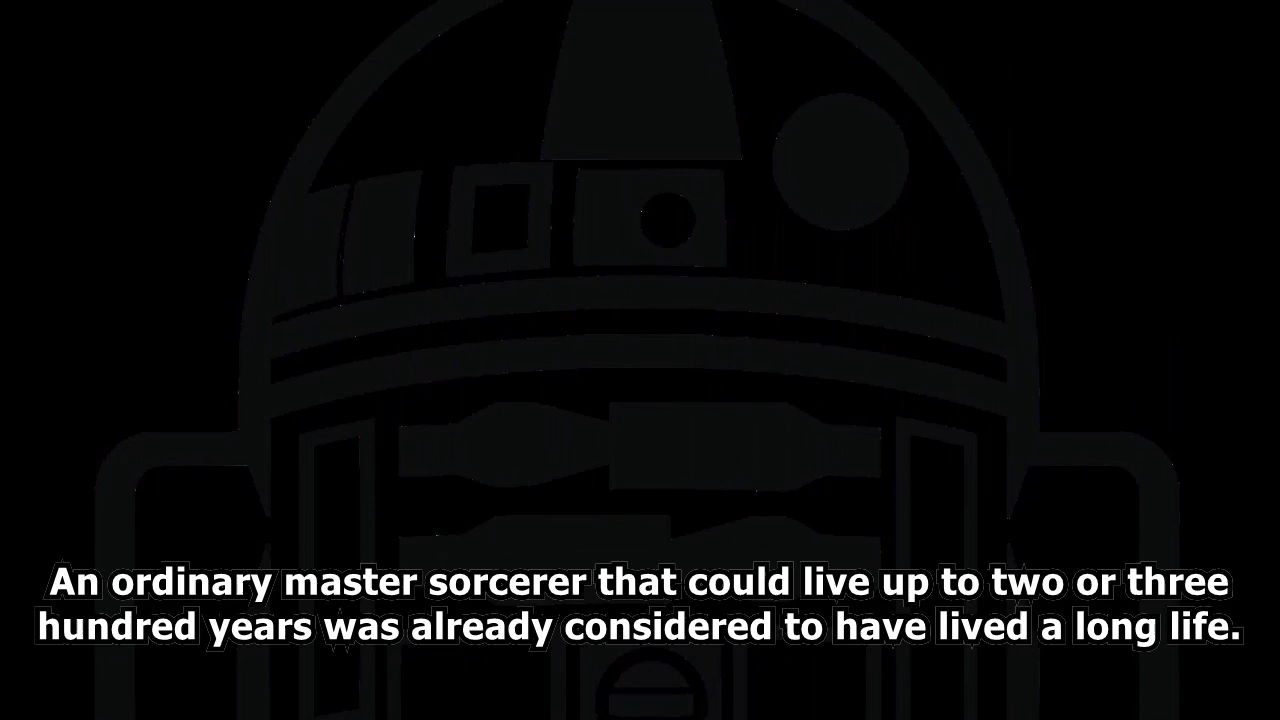 An ordinary master sorcerer that could live up to two or three
hundred years was already considered to have lived a long life.